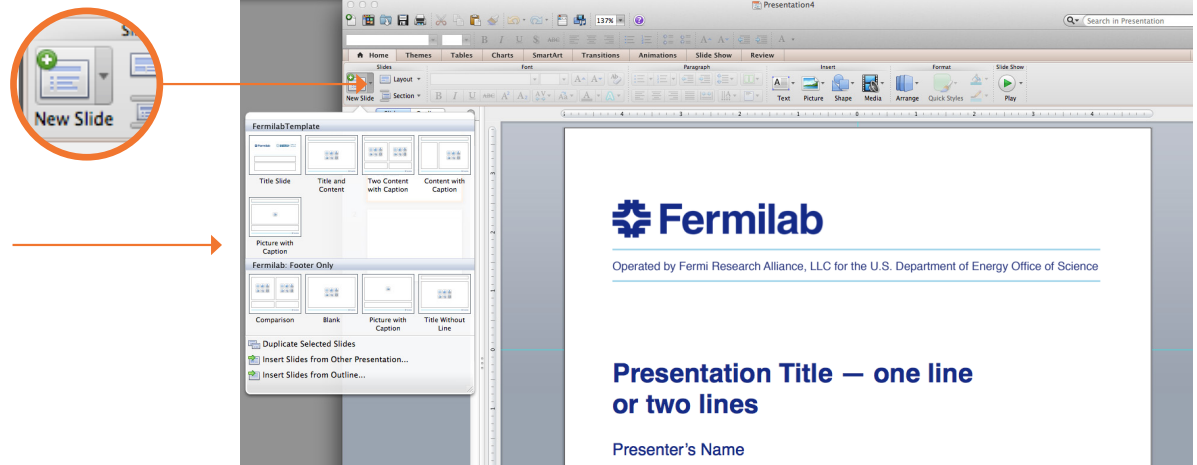 New Slide
Presentation4
137%
Search in Presentation
Home Themes Tables Charts SmartArt Transitions Animations Slide Show Review
Slides Font Paragraph Insert Format Slide Show
Layout
New Slide Section Text Picture Shape Media Arrange Quick Styles Play
FermilabTemplate
Title Slide
Title and Content
Two Content with Caption
Content with Caption
Picture with Caption
Fermilab: Footer Only
Comparison
Blank
Picture with Caption
Title Without Line
Duplicate Selected Slides
Insert Slides from Other Presentation...
Insert Slides from Outline...
Fermilab
Operated by Fermi Research Alliance, LLC for the U.S. Department of Energy Office of Science
Presentation Title — one line
or two lines
Presenter's Name